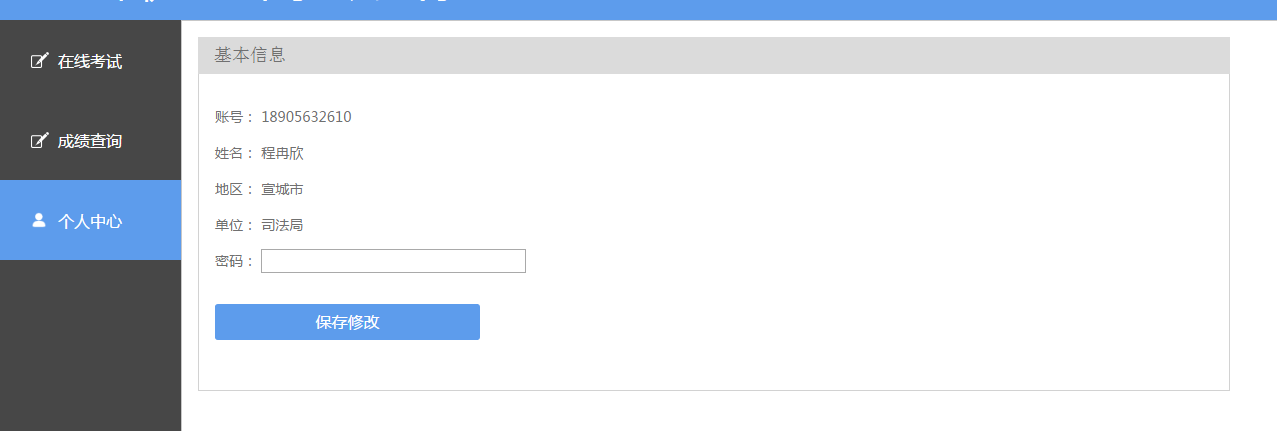 在线考试
成绩查询
个人中心
基本信息
账号： 18905632610
姓名： 程冉欣
地区： 宣城市
单位： 司法局
密码：
保存修改